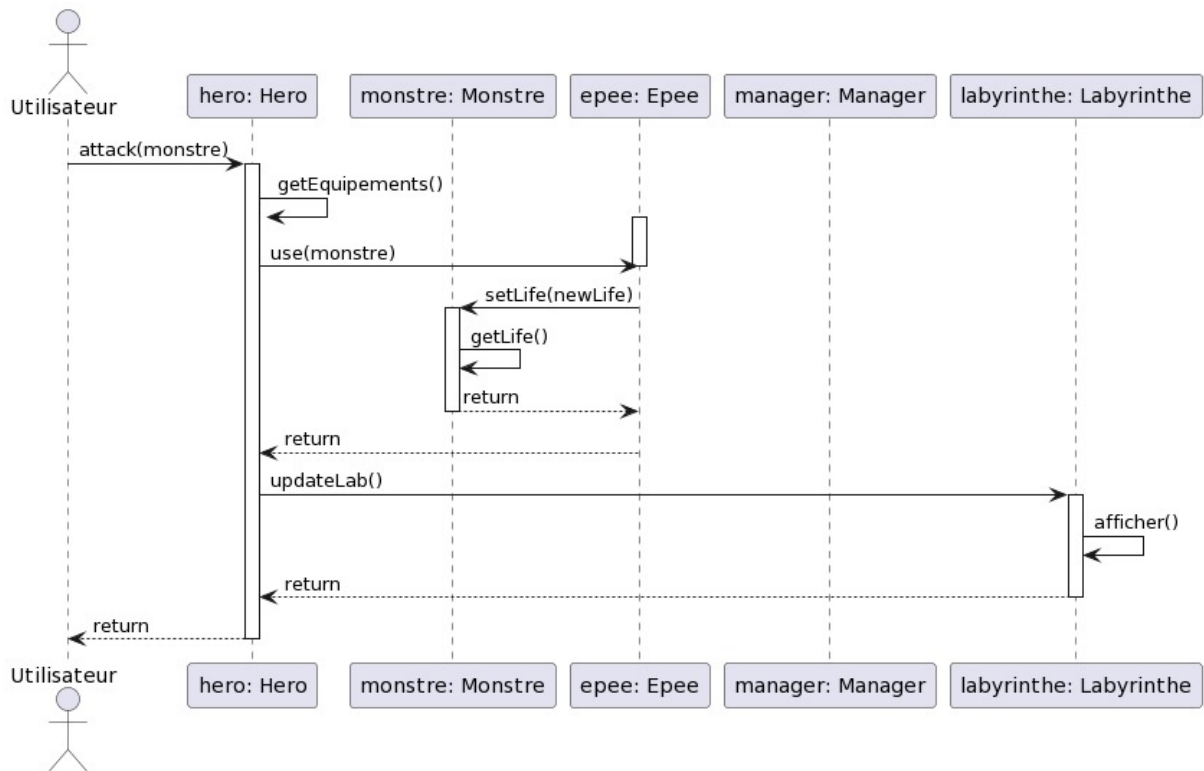 Utilisateur
hero: Hero
monstre: Monstre
epee: Epee
manager: Manager
labyrinthe: Labyrinthe
attack(monstre)
getEquipements()
use(monstre)
setLife(newLife)
getLife()
return
return
updateLab()
afficher()
return
return
Utilisateur
hero: Hero
monstre: Monstre
epee: Epee
manager: Manager
labyrinthe: Labyrinthe